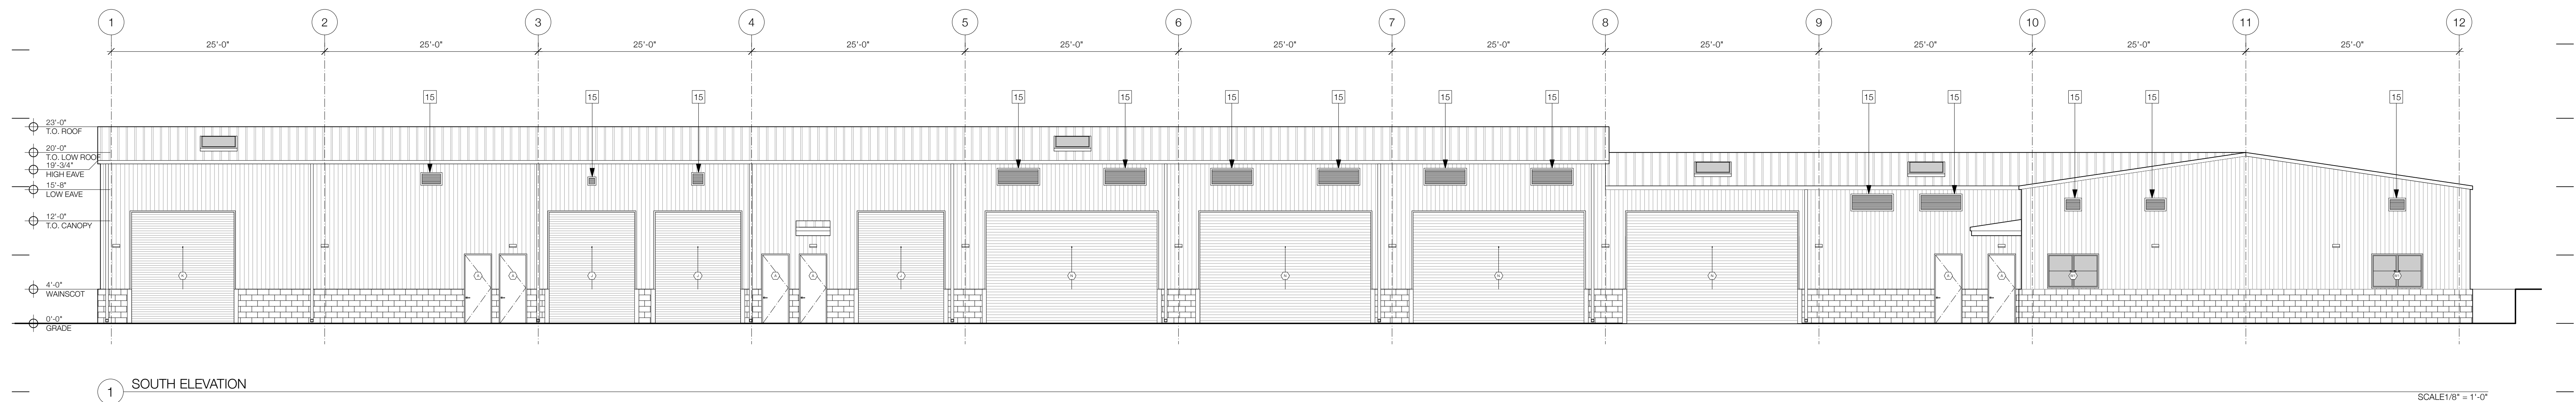 1 2 3 4 5 6 7 8 9 10 11 12
25'-0" 25'-0" 25'-0" 25'-0" 25'-0" 25'-0" 25'-0" 25'-0" 25'-0" 25'-0" 25'-0"
15 15 15 15 15 15 15 15 15 15 15 15 15 15
23'-0"
T.O. ROOF
20'-0"
T.O. LOW ROOF
19'-3/4"
HIGH EAVE
15'-8"
LOW EAVE
12'-0"
T.O. CANOPY
4'-0"
WAINSCOT
0'-0"
GRADE
J J J N N N N
1 SOUTH ELEVATION
SCALE1/8" = 1'-0"